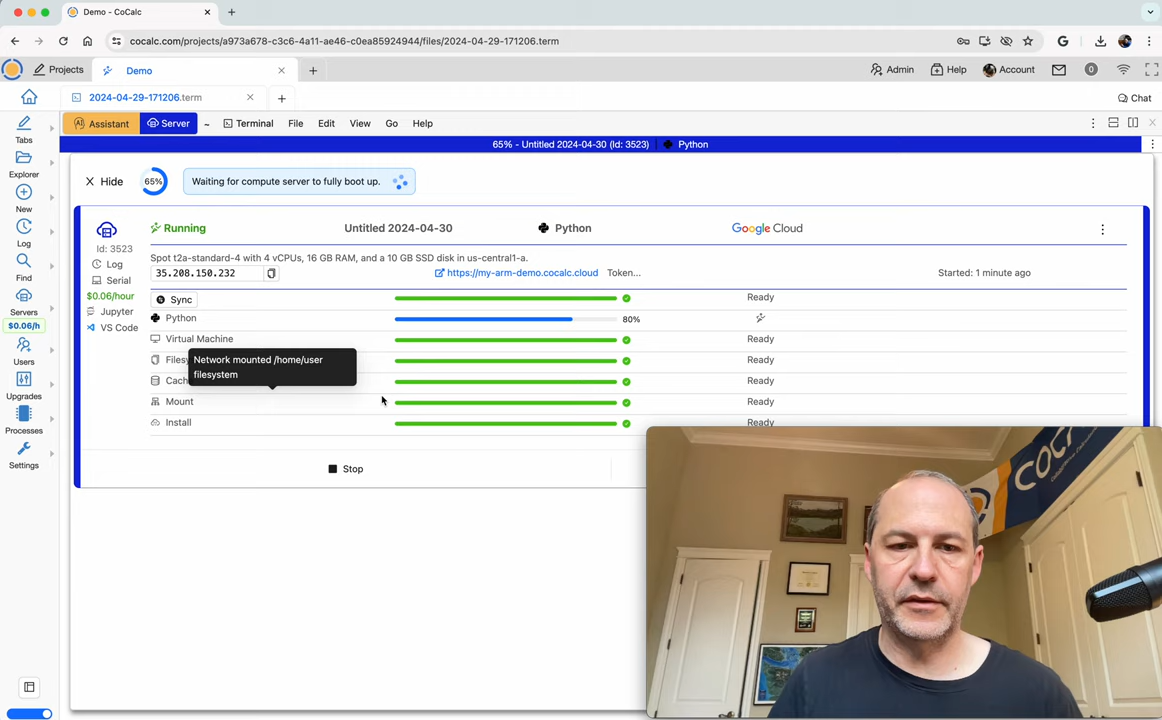 Demo - CoCalc
cocalc.com/projects/a973a678-c3c6-4a11-ae46-c0ea85924944/files/2024-04-29-171206.term
Projects
Demo
Admin
Help
Account
0
2024-04-29-171206.term
Chat
Assistant
Server
Terminal
File
Edit
View
Go
Help
65% - Untitled 2024-04-30 (Id: 3523)
Python
Tabs
Explorer
New
Log
Find
Servers
$0.06/h
Users
Upgrades
Processes
Settings
Hide
65%
Waiting for compute server to fully boot up.
Id: 3523
Log
Serial
$0.06/hour
Jupyter
VS Code
Running
Untitled 2024-04-30
Python
Google Cloud
Spot t2a-standard-4 with 4 vCPUs, 16 GB RAM, and a 10 GB SSD disk in us-central1-a.
35.208.150.232
https://my-arm-demo.cocalc.cloud
Token...
Started: 1 minute ago
Sync
Ready
Python
80%
Virtual Machine
Ready
Filesy
Ready
Network mounted /home/user
filesystem
Cach
Ready
Mount
Ready
Install
Ready
Stop